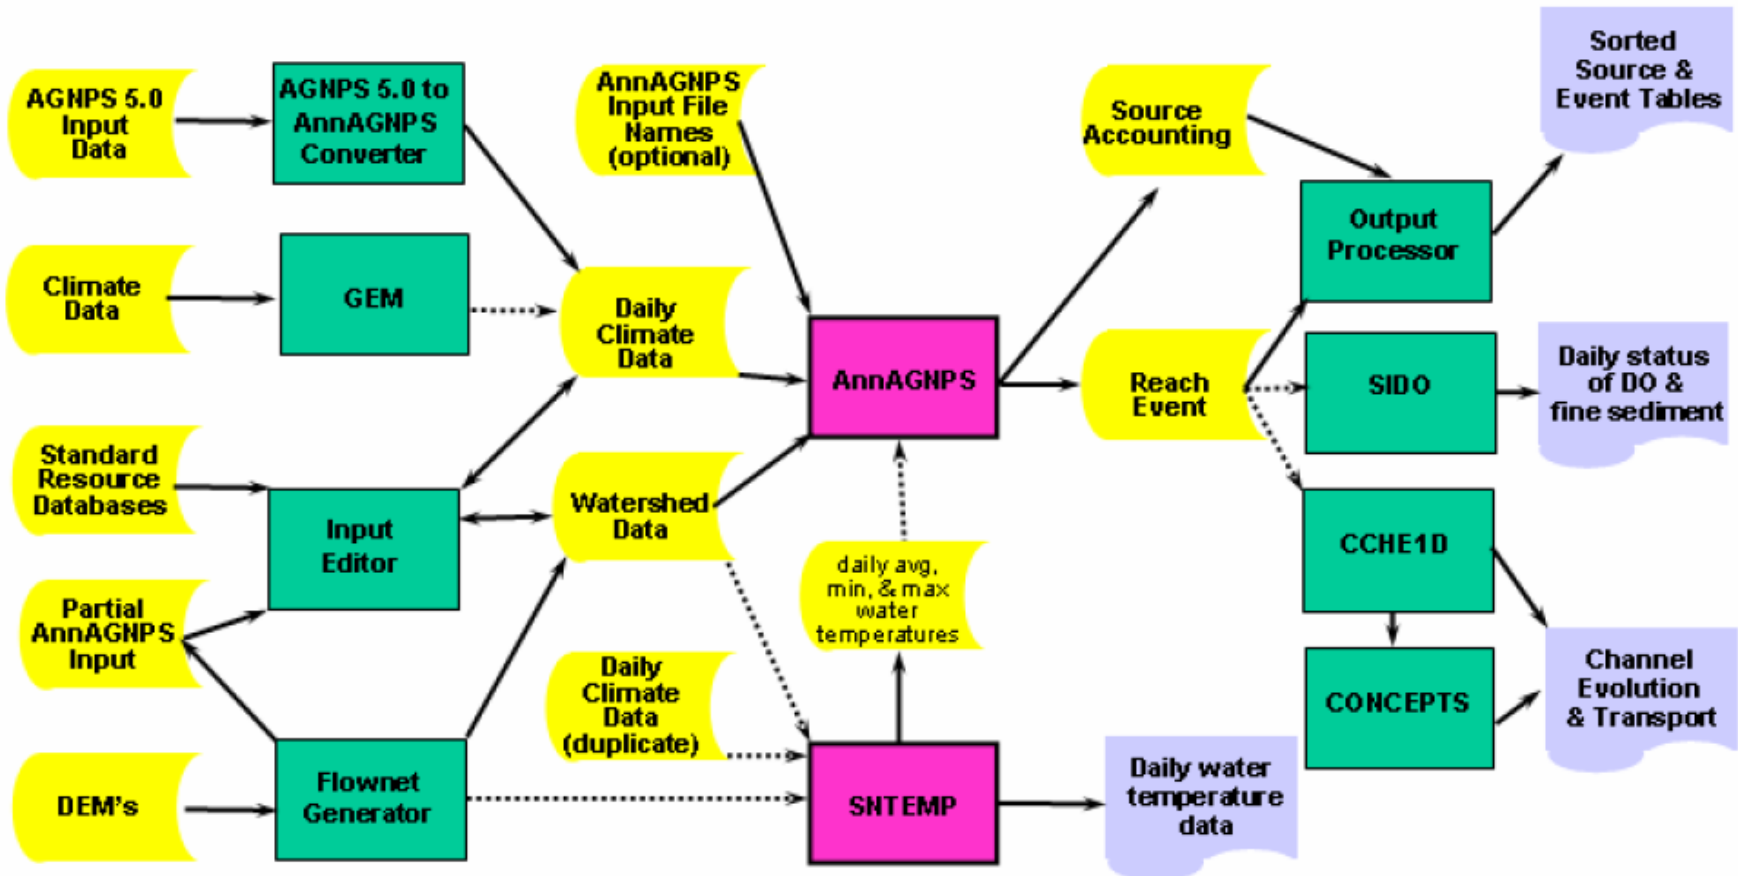 AGNPS 5.0
Input
Data
AGNPS 5.0 to
AnnAGNPS
Converter
AnnAGNPS
Input File
Names
(optional)
Source
Accounting
Sorted
Source &
Event Tables
Output
Processor
Climate
Data
GEM
Daily
Climate
Data
AnnAGNPS
Reach
Event
SIDO
Daily status
of DO &
fine sediment
Standard
Resource
Databases
Input
Editor
Watershed
Data
daily avg,
min, & max
water
temperatures
CCHE1D
Partial
AnnAGNPS
Input
Daily
Climate
Data
(duplicate)
CONCEPTS
Channel
Evolution
& Transport
DEM's
Flownet
Generator
SNTEMP
Daily water
temperature
data